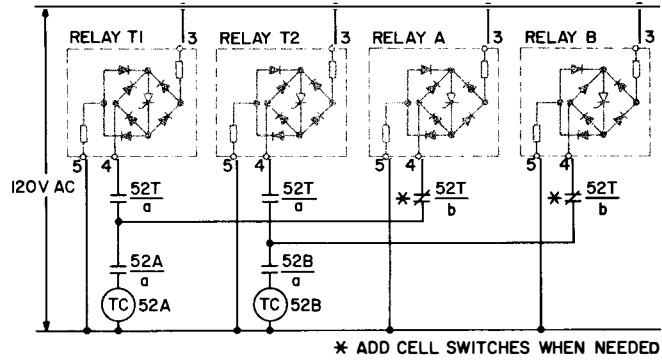 3 3 3 3
RELAY T1 RELAY T2 RELAY A RELAY B
5 4 5 4 5 4 5 4
120V AC
52T/a 52T/a * 52T/b * 52T/b
52A/a 52B/a
TC 52A TC 52B
* ADD CELL SWITCHES WHEN NEEDED